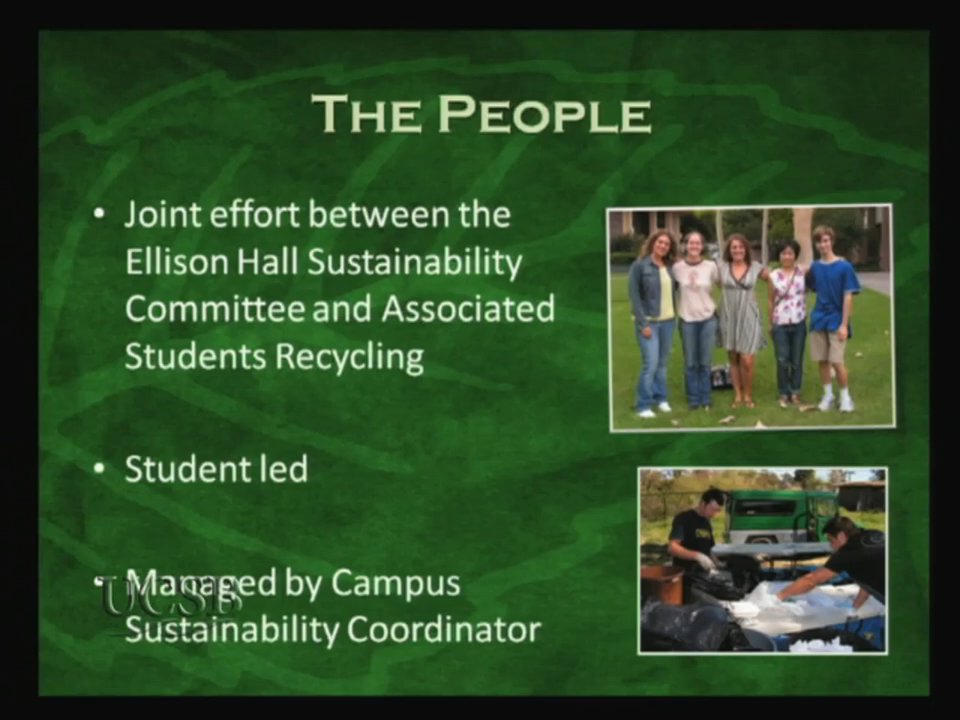 The People
• Joint effort between the
Ellison Hall Sustainability
Committee and Associated
Students Recycling
• Student led
• Managed by Campus
Sustainability Coordinator
UCSB